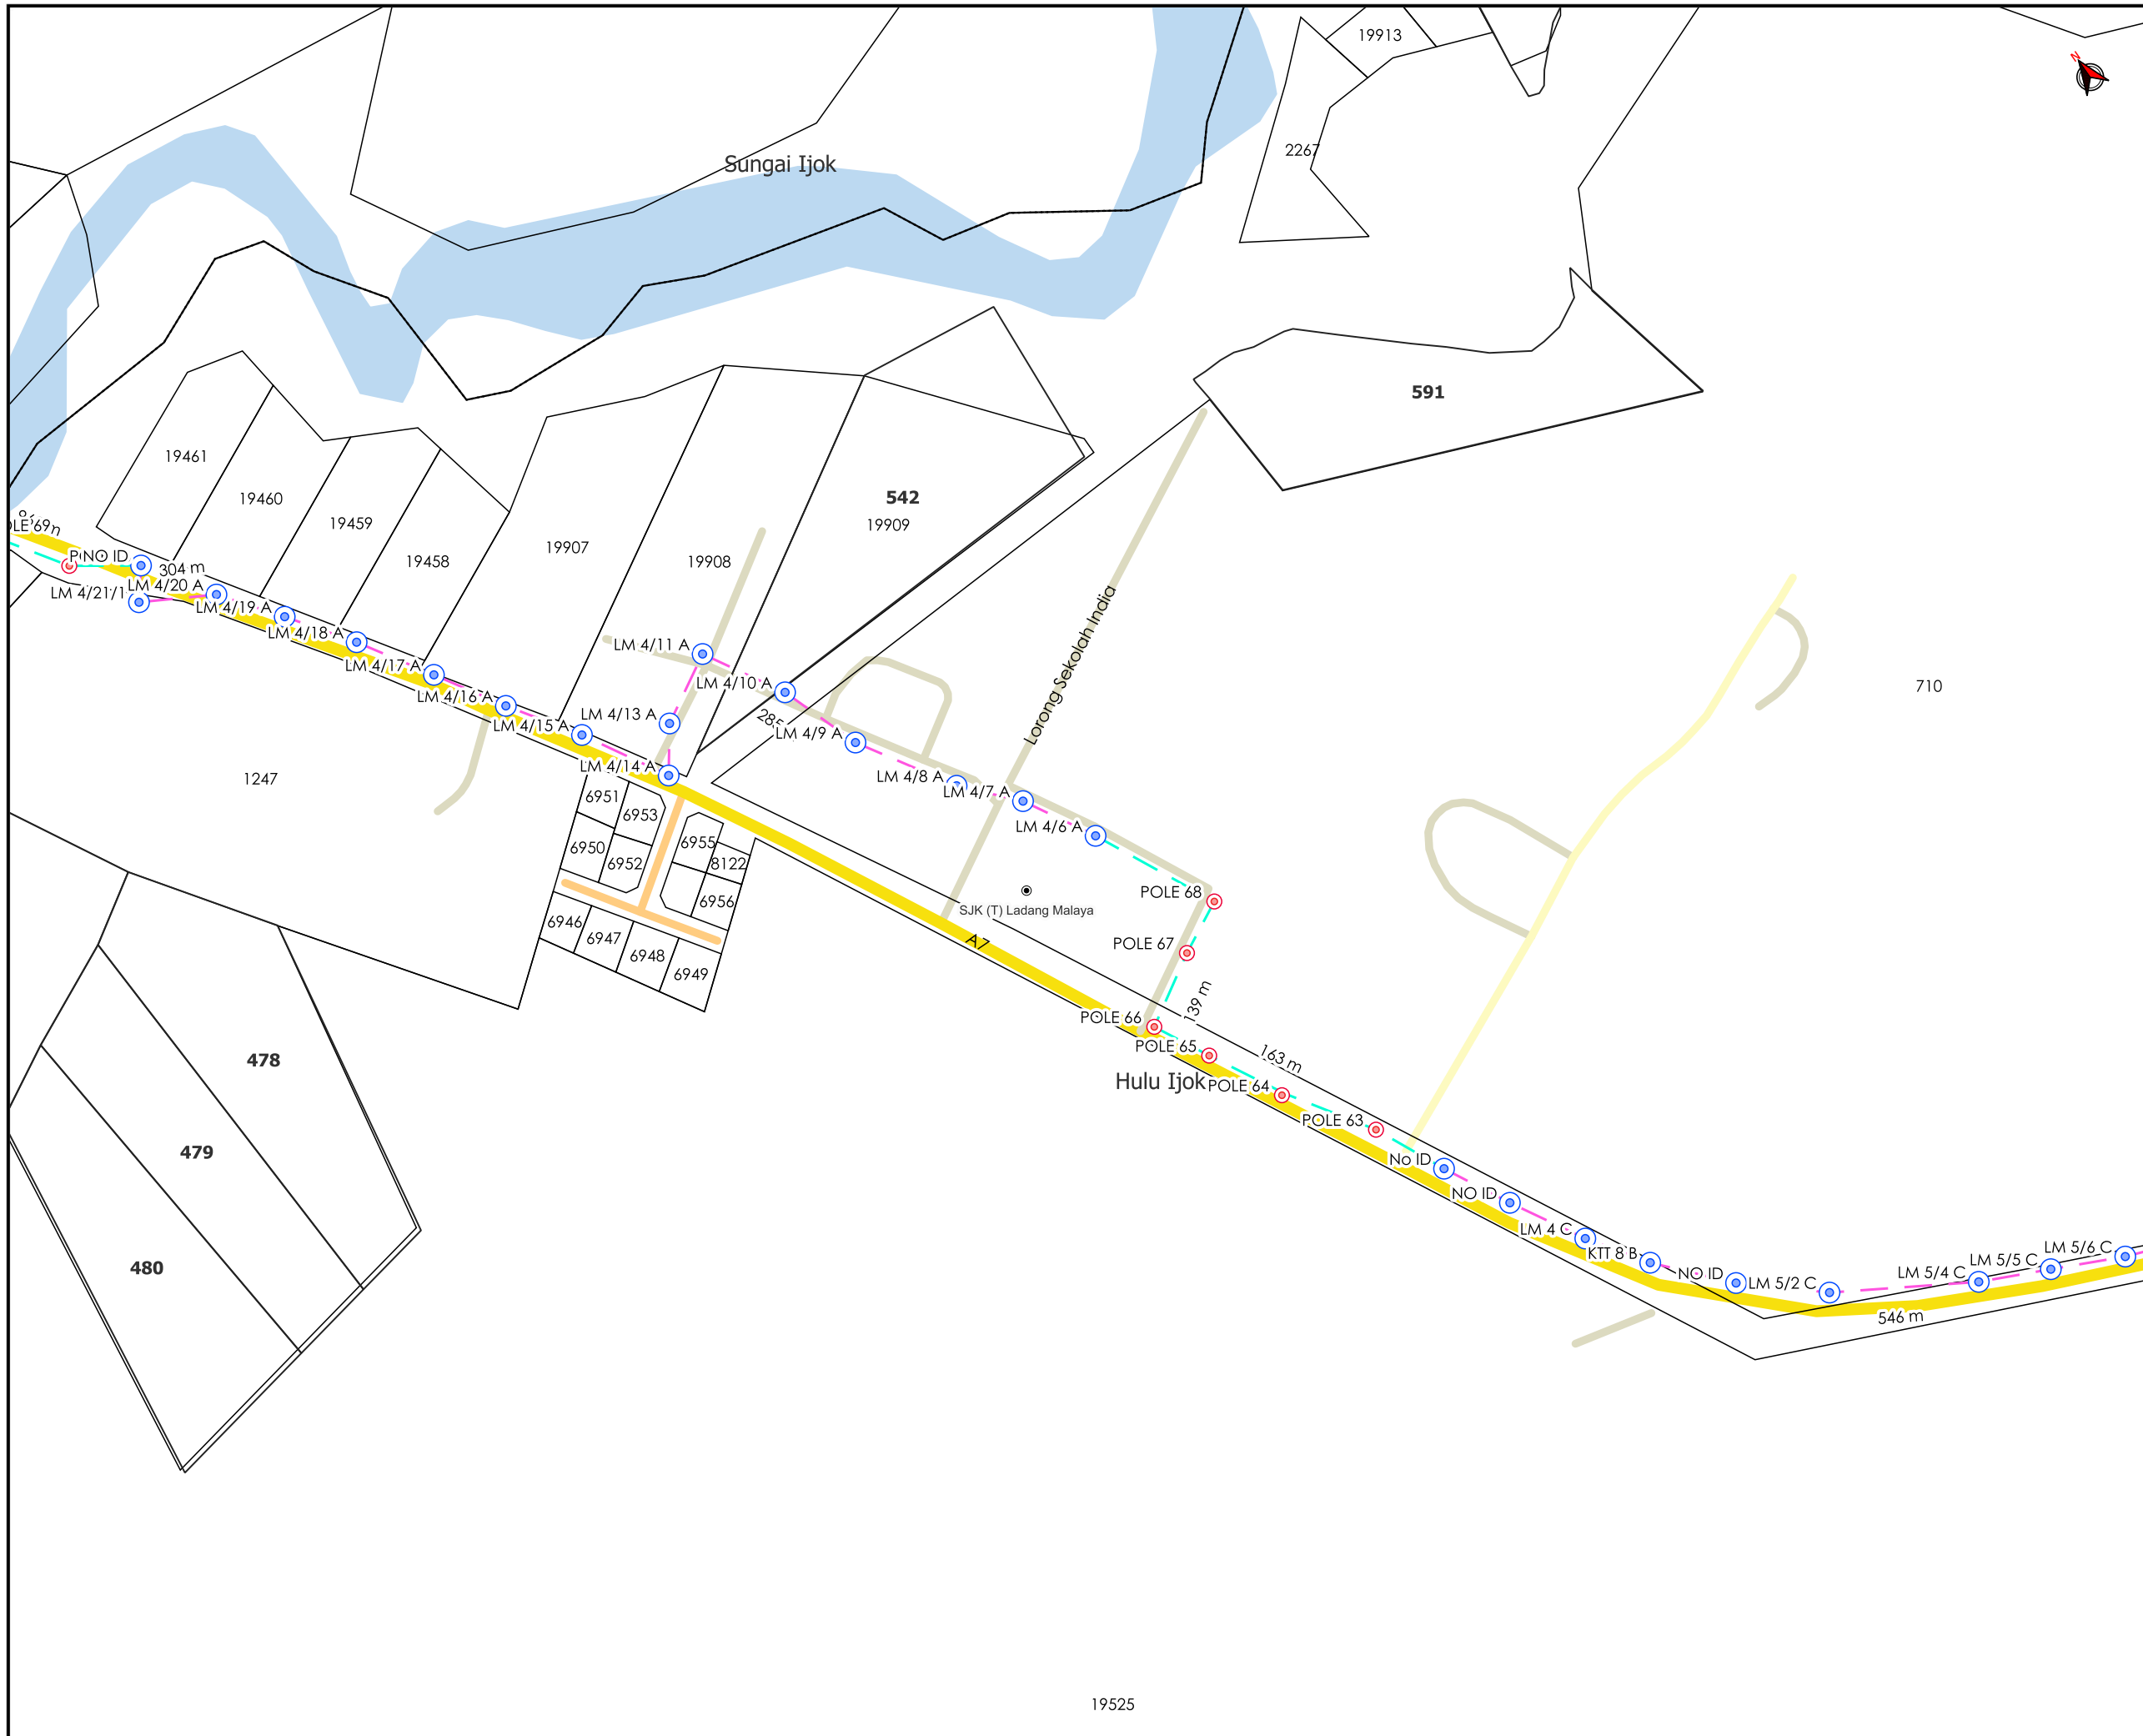 19913
N
2267
Sungai Ijok
591
19461
19460
542
19459
19909
19907
19458
19908
NO ID
304 m
LM 4/20 A
LM 4/21/1
LM 4/19 A
LM 4/18 A
LM 4/11 A
LM 4/17 A
LM 4/10 A
LM 4/16 A
Lorong Sekolah India
710
LM 4/13 A
LM 4/15 A
LM 4/9 A
LM 4/14 A
LM 4/8 A
LM 4/7 A
1247
6951
6953
LM 4/6 A
6955
6950
6952
8122
POLE 68
6956
SJK (T) Ladang Malaya
6946
6947
A7
POLE 67
6948
6949
139 m
POLE 66
POLE 65
163 m
478
Hulu Ijok
POLE 64
POLE 63
479
No ID
NO ID
LM 4 C
KTT 8 B
LM 5/6 C
LM 5/5 C
480
NO ID
LM 5/4 C
LM 5/2 C
546 m
19525